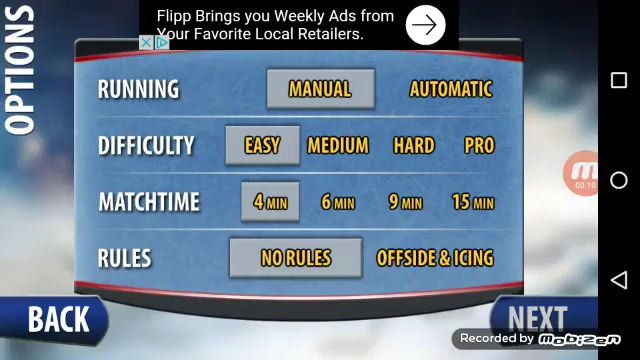 Flipp Brings you Weekly Ads from
Your Favorite Local Retailers.
OPTIONS
RUNNING MANUAL AUTOMATIC
DIFFICULTY EASY MEDIUM HARD PRO
MATCHTIME 4 MIN 6 MIN 9 MIN 15 MIN
RULES NO RULES OFFSIDE & ICING
BACK NEXT
00:10
Recorded by Mobizen